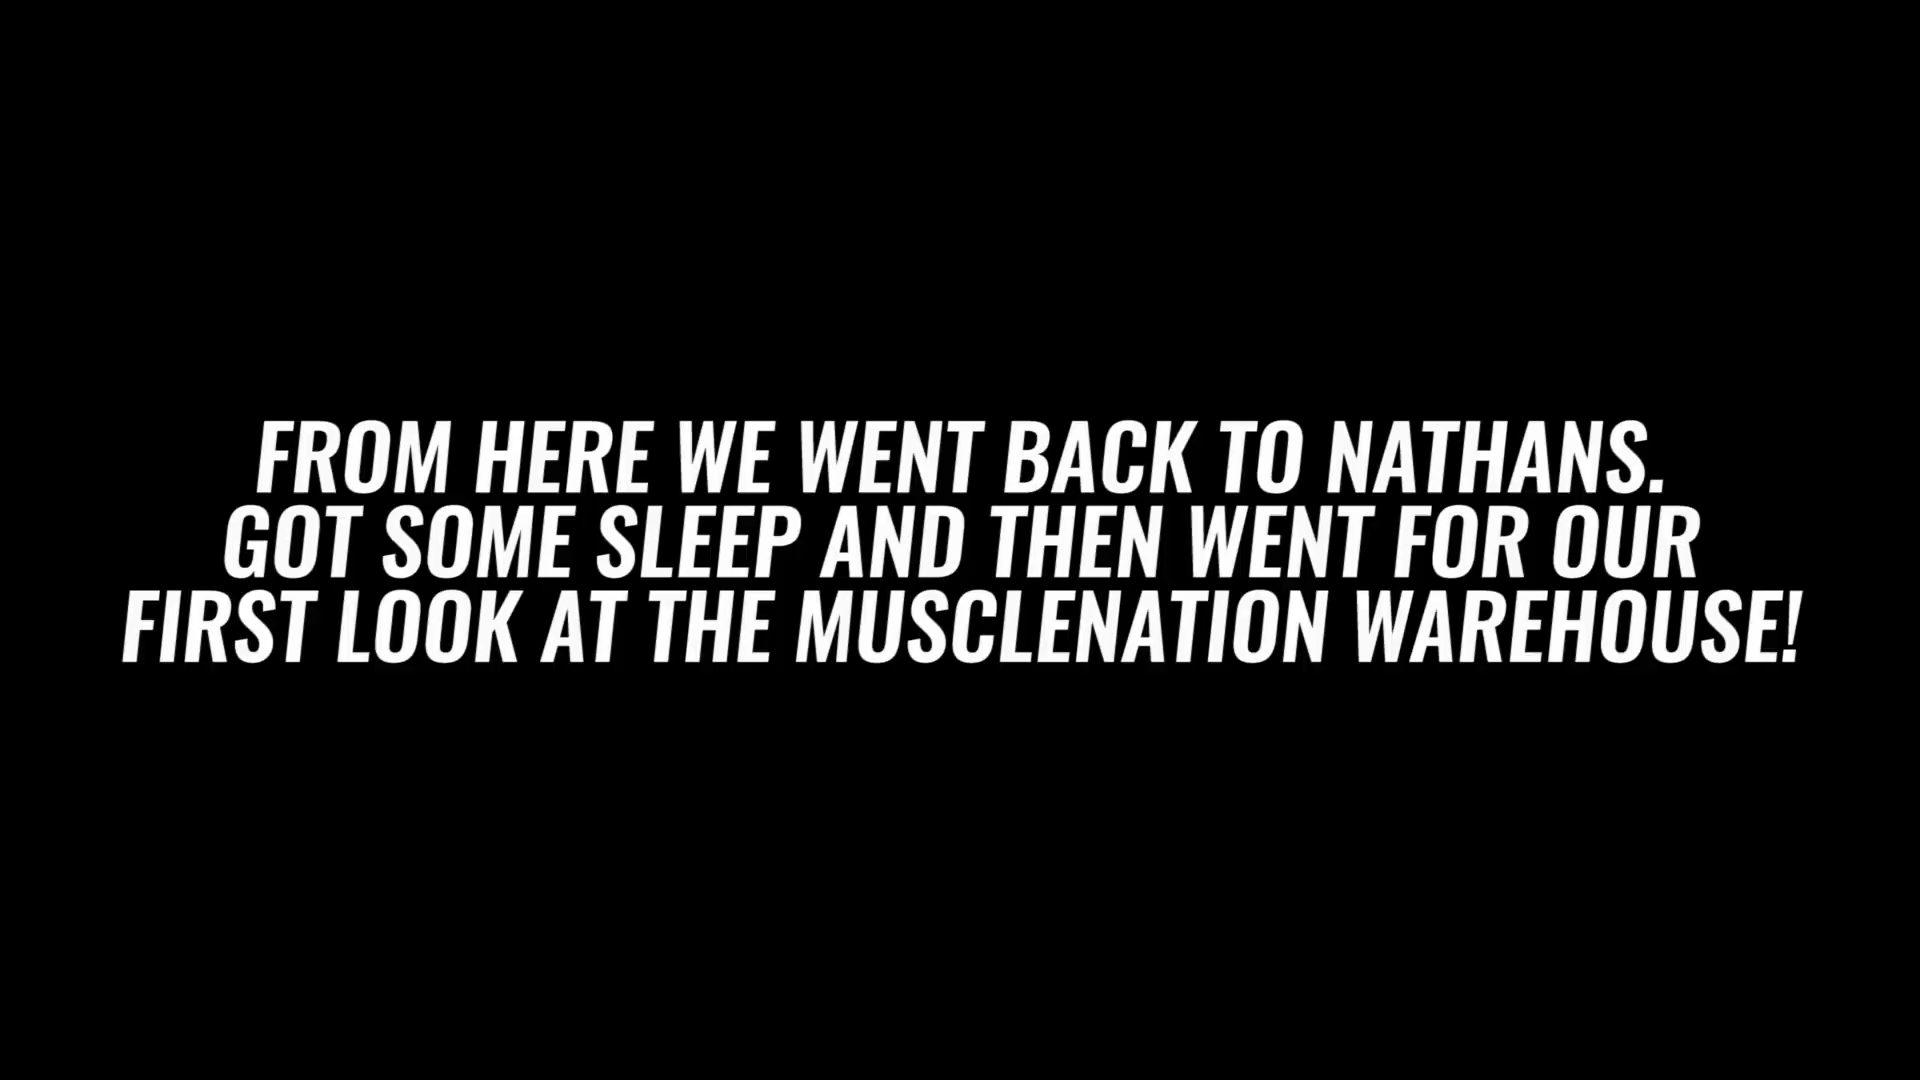 FROM HERE WE WENT BACK TO NATHANS.
GOT SOME SLEEP AND THEN WENT FOR OUR
FIRST LOOK AT THE MUSCLENATION WAREHOUSE!